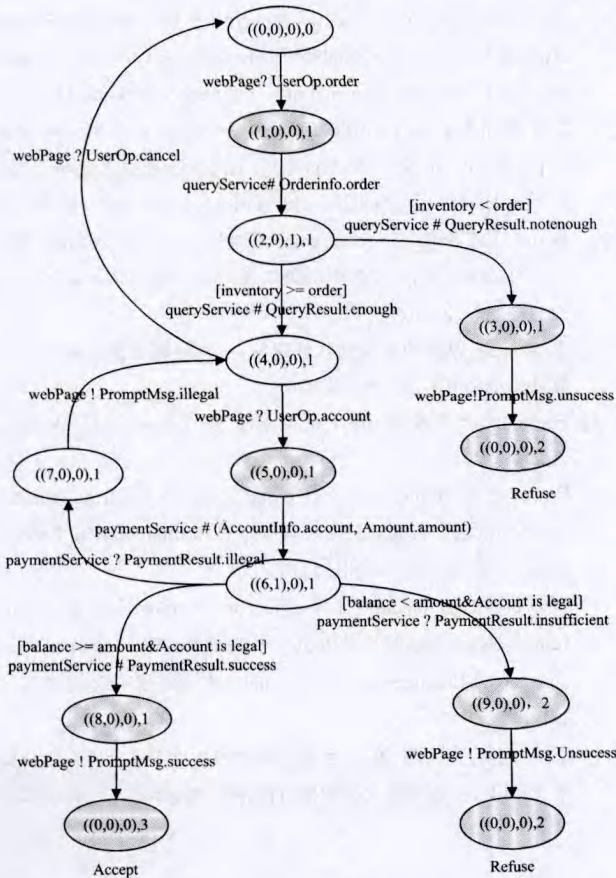 ((0,0),0),0
webPage? UserOp.order
((1,0),0),1
webPage ? UserOp.cancel
queryService# Orderinfo.order
[inventory < order]
queryService # QueryResult.notenough
((2,0),1),1
[inventory >= order]
queryService # QueryResult.enough
((3,0),0),1
((4,0),0),1
webPage ! PromptMsg.illegal
webPage!PromptMsg.unsucess
webPage ? UserOp.account
((7,0),0),1
((5,0),0),1
((0,0),0),2
Refuse
paymentService # (AccountInfo.account, Amount.amount)
paymentService ? PaymentResult.illegal
((6,1),0),1
[balance < amount&Account is legal]
paymentService ? PaymentResult.insufficient
[balance >= amount&Account is legal]
paymentService # PaymentResult.success
((8,0),0),1
((9,0),0), 2
webPage ! PromptMsg.success
webPage ! PromptMsg.Unsucess
((0,0),0),3
((0,0),0),2
Accept
Refuse